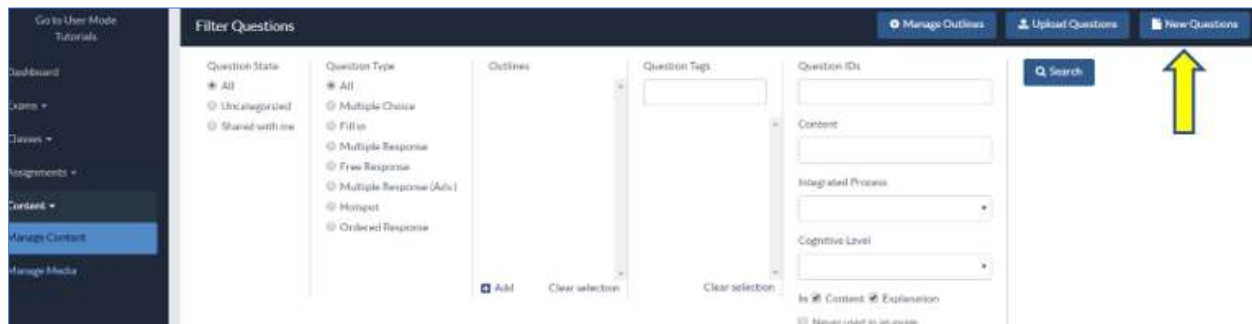 Go to User Mode
Tutorials
Dashboard
Exams
Classes
Assignments
Content
Manage Content
Manage Media
Filter Questions
Manage Outlines
Upload Questions
New Questions
Question State
All
Uncategorized
Shared with me
Question Type
All
Multiple Choice
Fill in
Multiple Response
Free Response
Multiple Response (Adv.)
Hotspot
Ordered Response
Outlines
Add
Clear selection
Question Tags
Clear selection
Question IDs
Content
Integrated Process
Cognitive Level
In Content Explanation
Never used in an exam
Search